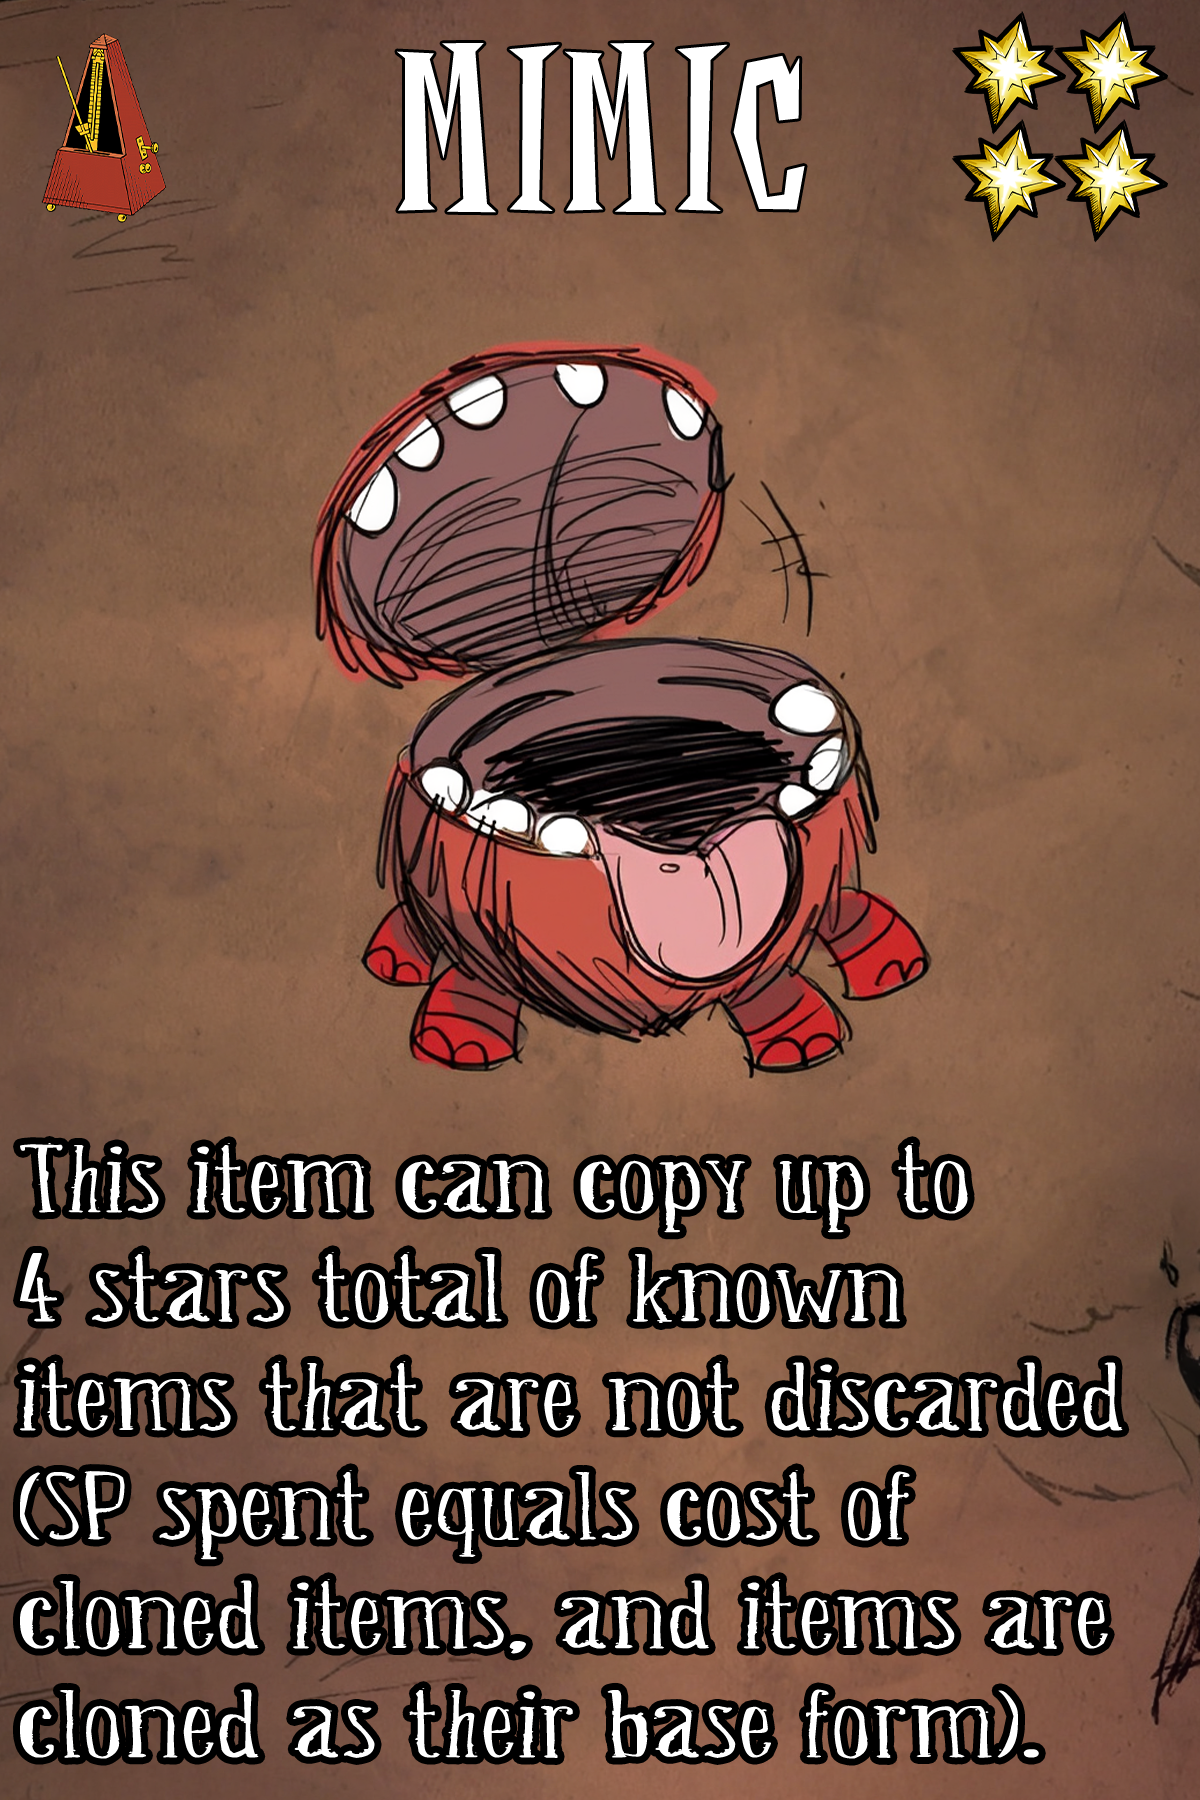 MIMIC
This item can copy up to
4 stars total of known
items that are not discarded
(SP spent equals cost of
cloned items, and items are
cloned as their base form).